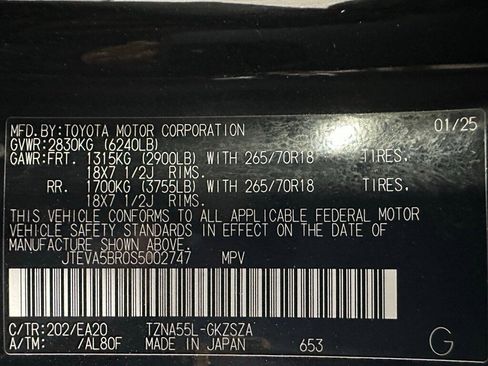 MFD.BY:TOYOTA MOTOR CORPORATION 01/25
GVWR:2830KG (6240LB)
GAWR:FRT. 1315KG (2900LB) WITH 265/70R18 TIRES.
18X7 1/2J RIMS.
RR. 1700KG (3755LB) WITH 265/70R18 TIRES.
18X7 1/2J RIMS.
THIS VEHICLE CONFORMS TO ALL APPLICABLE FEDERAL MOTOR
VEHICLE SAFETY STANDARDS IN EFFECT ON THE DATE OF
MANUFACTURE SHOWN ABOVE.
JTEVA5BR0S5002747 MPV
C/TR:202/EA20 TZNA55L-GKZSZA
A/TM: /AL80F MADE IN JAPAN 653 G